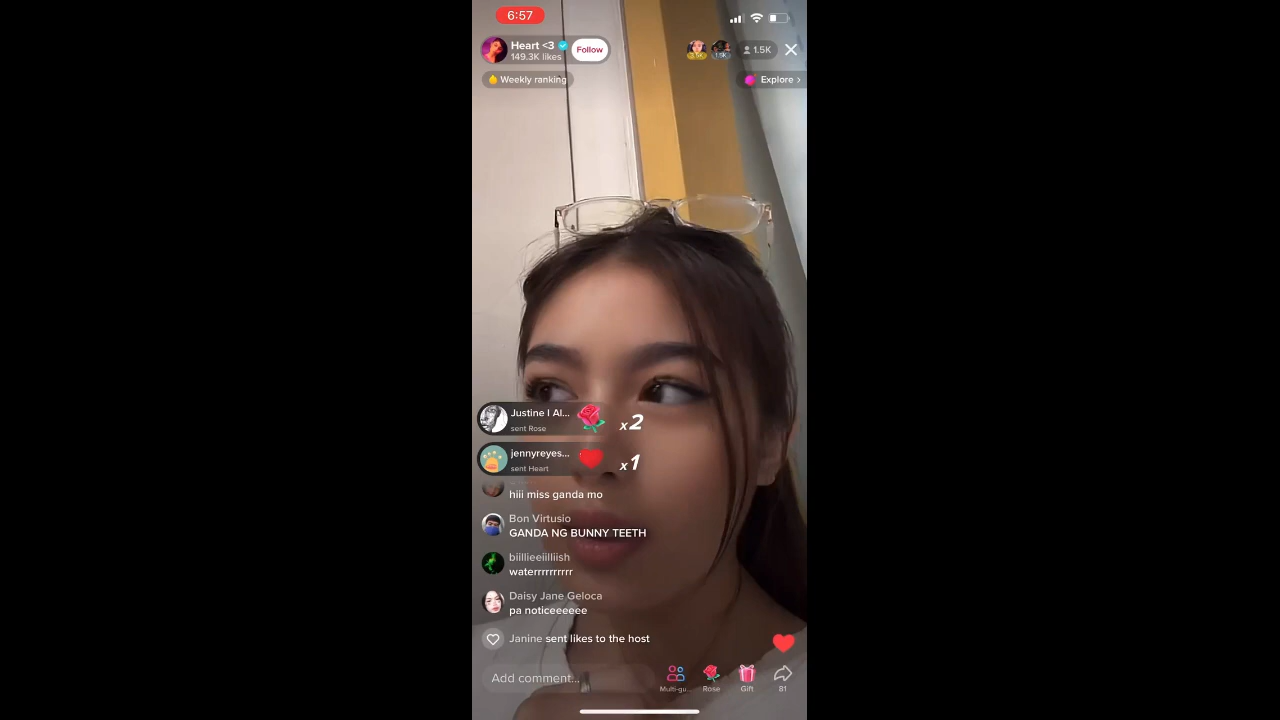 6:57
Heart <3
149.3K likes
Follow
1.5K
Weekly ranking
Explore >
Justine I Al...
sent Rose
x2
jennyreyes...
sent Heart
x1
hiii miss ganda mo
Bon Virtusio
GANDA NG BUNNY TEETH
biillieeiilliish
waterrrrrrrrrr
Daisy Jane Geloca
pa noticeeeeee
Janine sent likes to the host
Add comment...
Multi-gu...
Rose
Gift
81